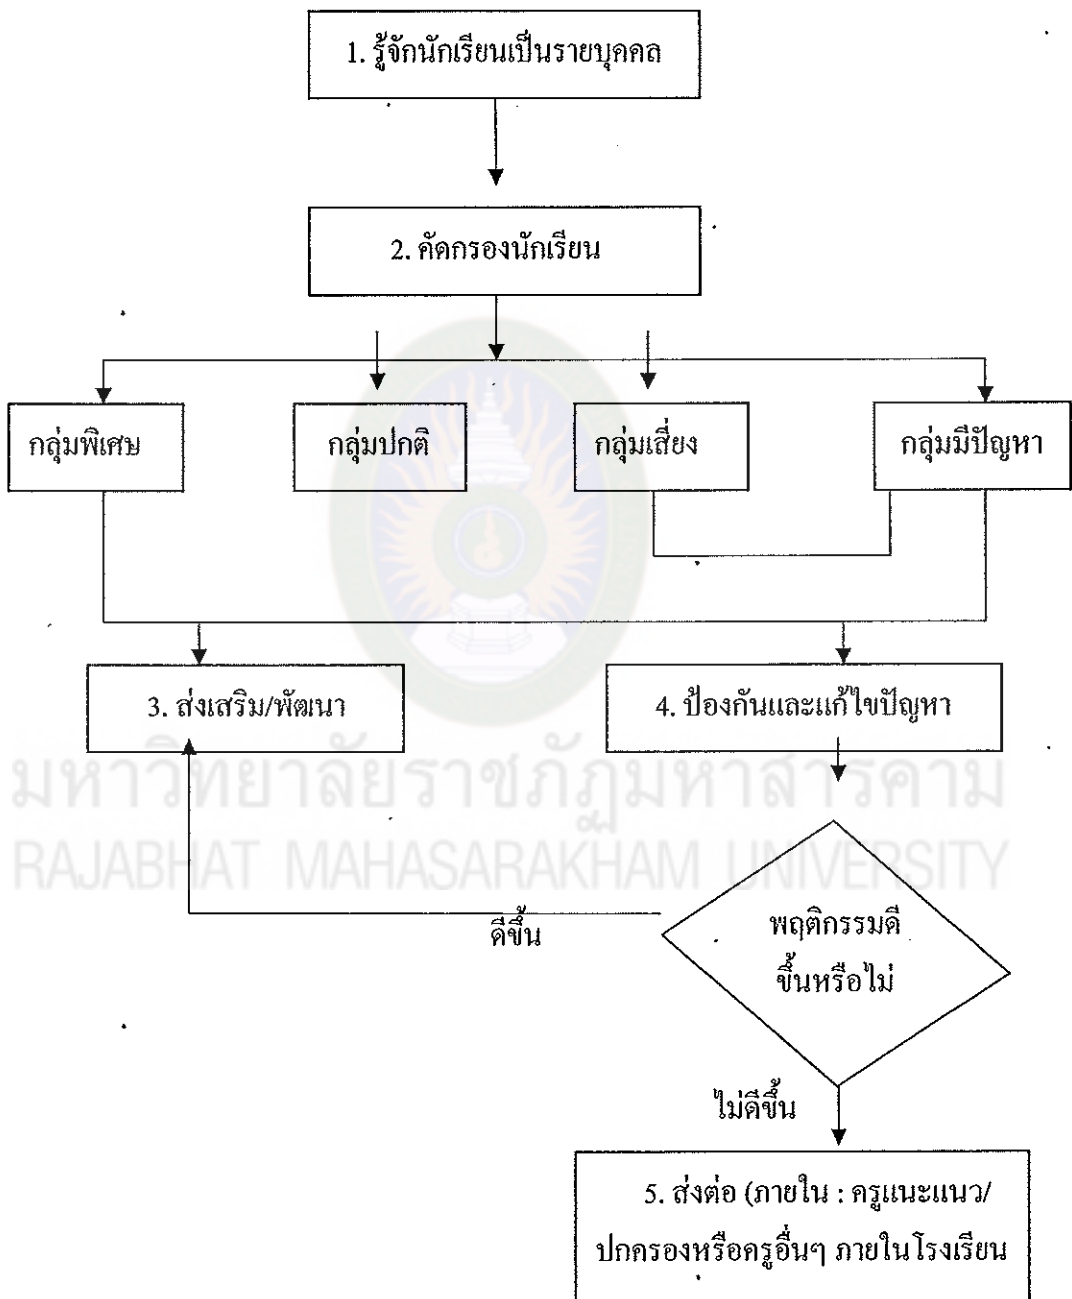 1. รู้จักนักเรียนเป็นรายบุคคล
2. คัดกรองนักเรียน
กลุ่มพิเศษ
กลุ่มปกติ
กลุ่มเสี่ยง
กลุ่มมีปัญหา
3. ส่งเสริม/พัฒนา
4. ป้องกันและแก้ไขปัญหา
มหาวิทยาลัยราชภัฏมหาสารคาม
RAJABHAT MAHASARAKHAM UNIVERSITY
ดีขึ้น
พฤติกรรมดี
ขึ้นหรือไม่
ไม่ดีขึ้น
5. ส่งต่อ (ภายใน : ครูแนะแนว/
ปกครองหรือครูอื่นๆ ภายในโรงเรียน